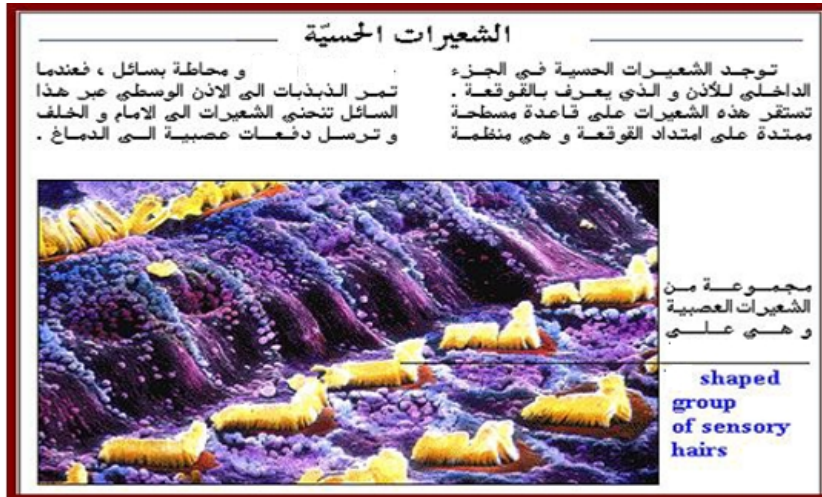 الشعيرات الحسيّة
توجد الشعيرات الحسية في الجزء
الداخلي للأذن و الذي يعرف بالقوقعة .
تستقر هذه الشعيرات على قاعدة مسطحة
ممتدة على امتداد القوقعة و هي منظمة
و محاطة بسائل ، فعندما
تمر الذبذبات الى الاذن الوسطى عبر هذا
السائل تنحني الشعيرات الى الامام و الخلف
و ترسل دفعات عصبية الى الدماغ .
مجموعة من
الشعيرات العصبية
و هي على
shaped
group
of sensory
hairs